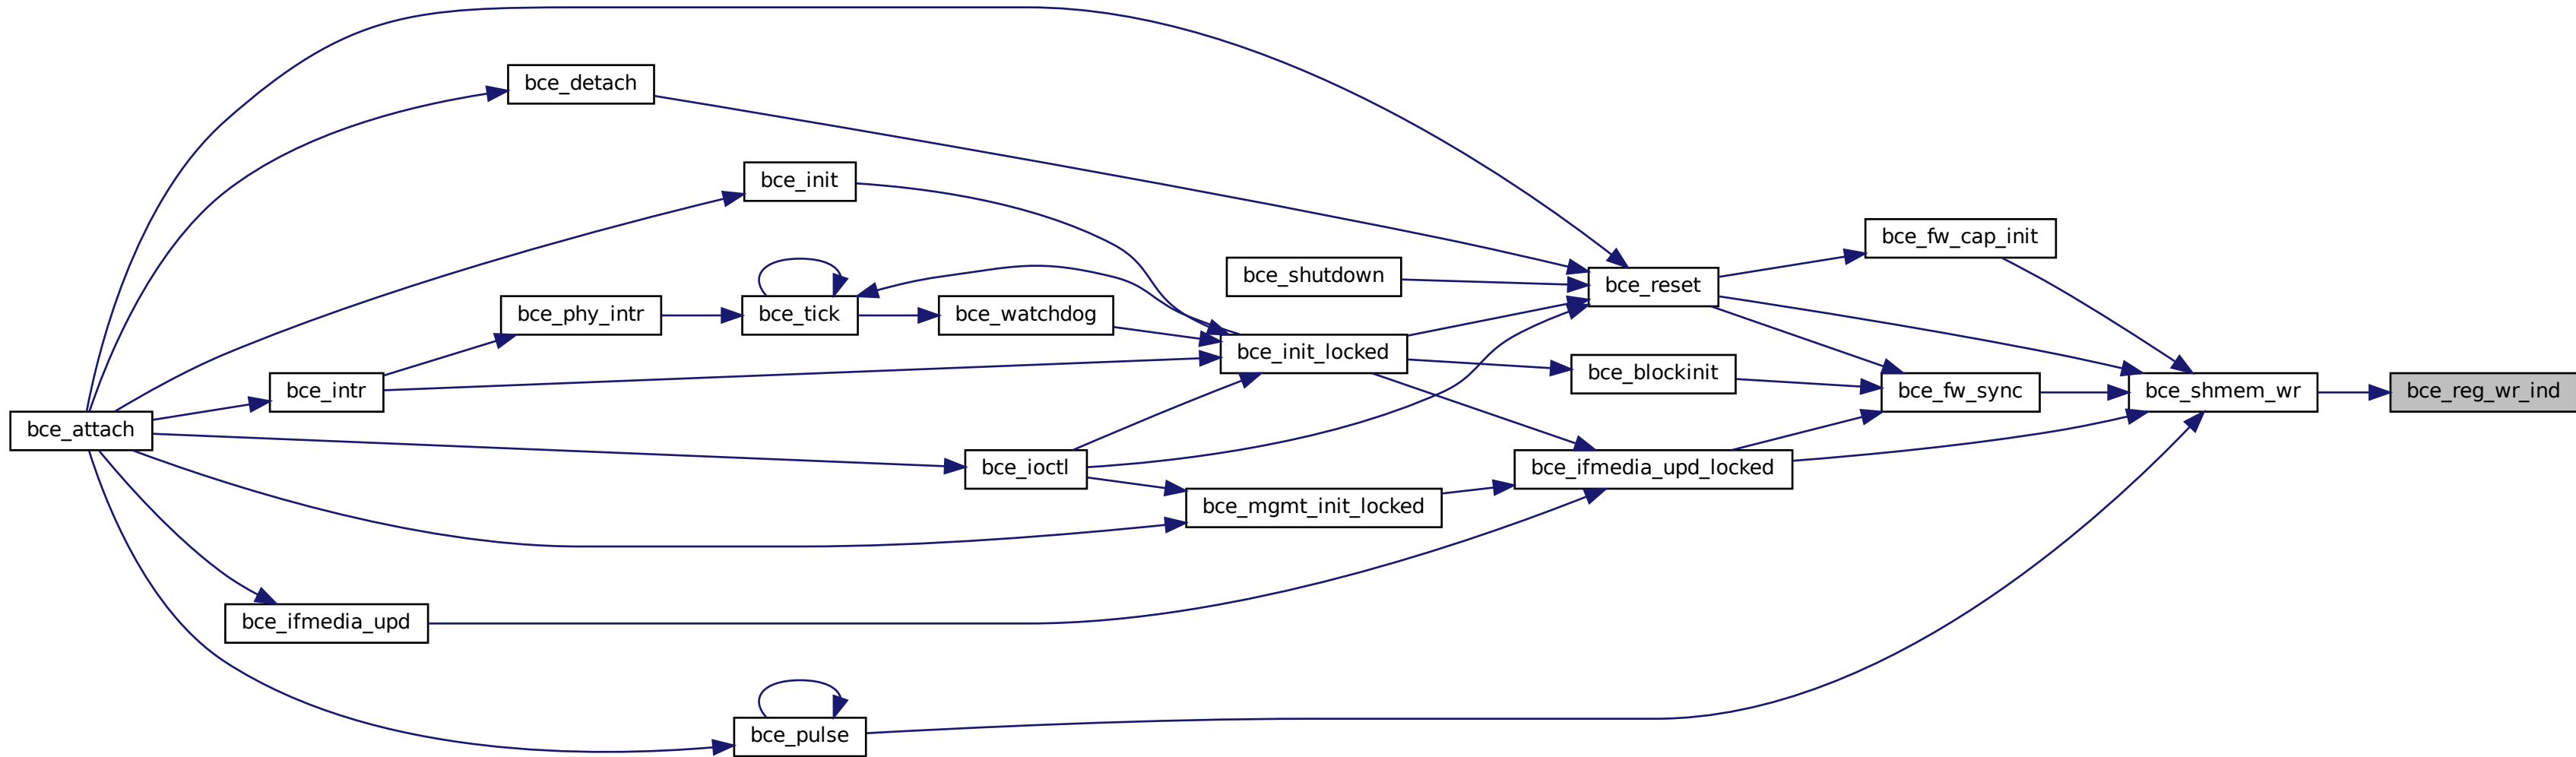 bce_detach
bce_init
bce_fw_cap_init
bce_shutdown
bce_reset
bce_phy_intr
bce_tick
bce_watchdog
bce_init_locked
bce_blockinit
bce_intr
bce_fw_sync
bce_shmem_wr
bce_reg_wr_ind
bce_attach
bce_ioctl
bce_ifmedia_upd_locked
bce_mgmt_init_locked
bce_ifmedia_upd
bce_pulse